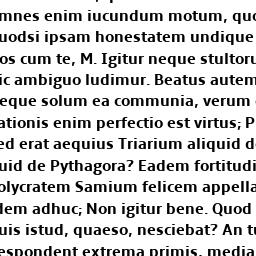 mnes enim iucundum motum, quo
uodsi ipsam honestatem undique
os cum te, M. Igitur neque stultoru
ic ambiguo ludimur. Beatus autem
eque solum ea communia, verum
ationis enim perfectio est virtus; P
ed erat aequius Triarium aliquid d
uid de Pythagora? Eadem fortitudi
olycratem Samium felicem appella
dem adhuc; Non igitur bene. Quod
uis istud, quaeso, nesciebat? An tu
espondent extrema primis, media